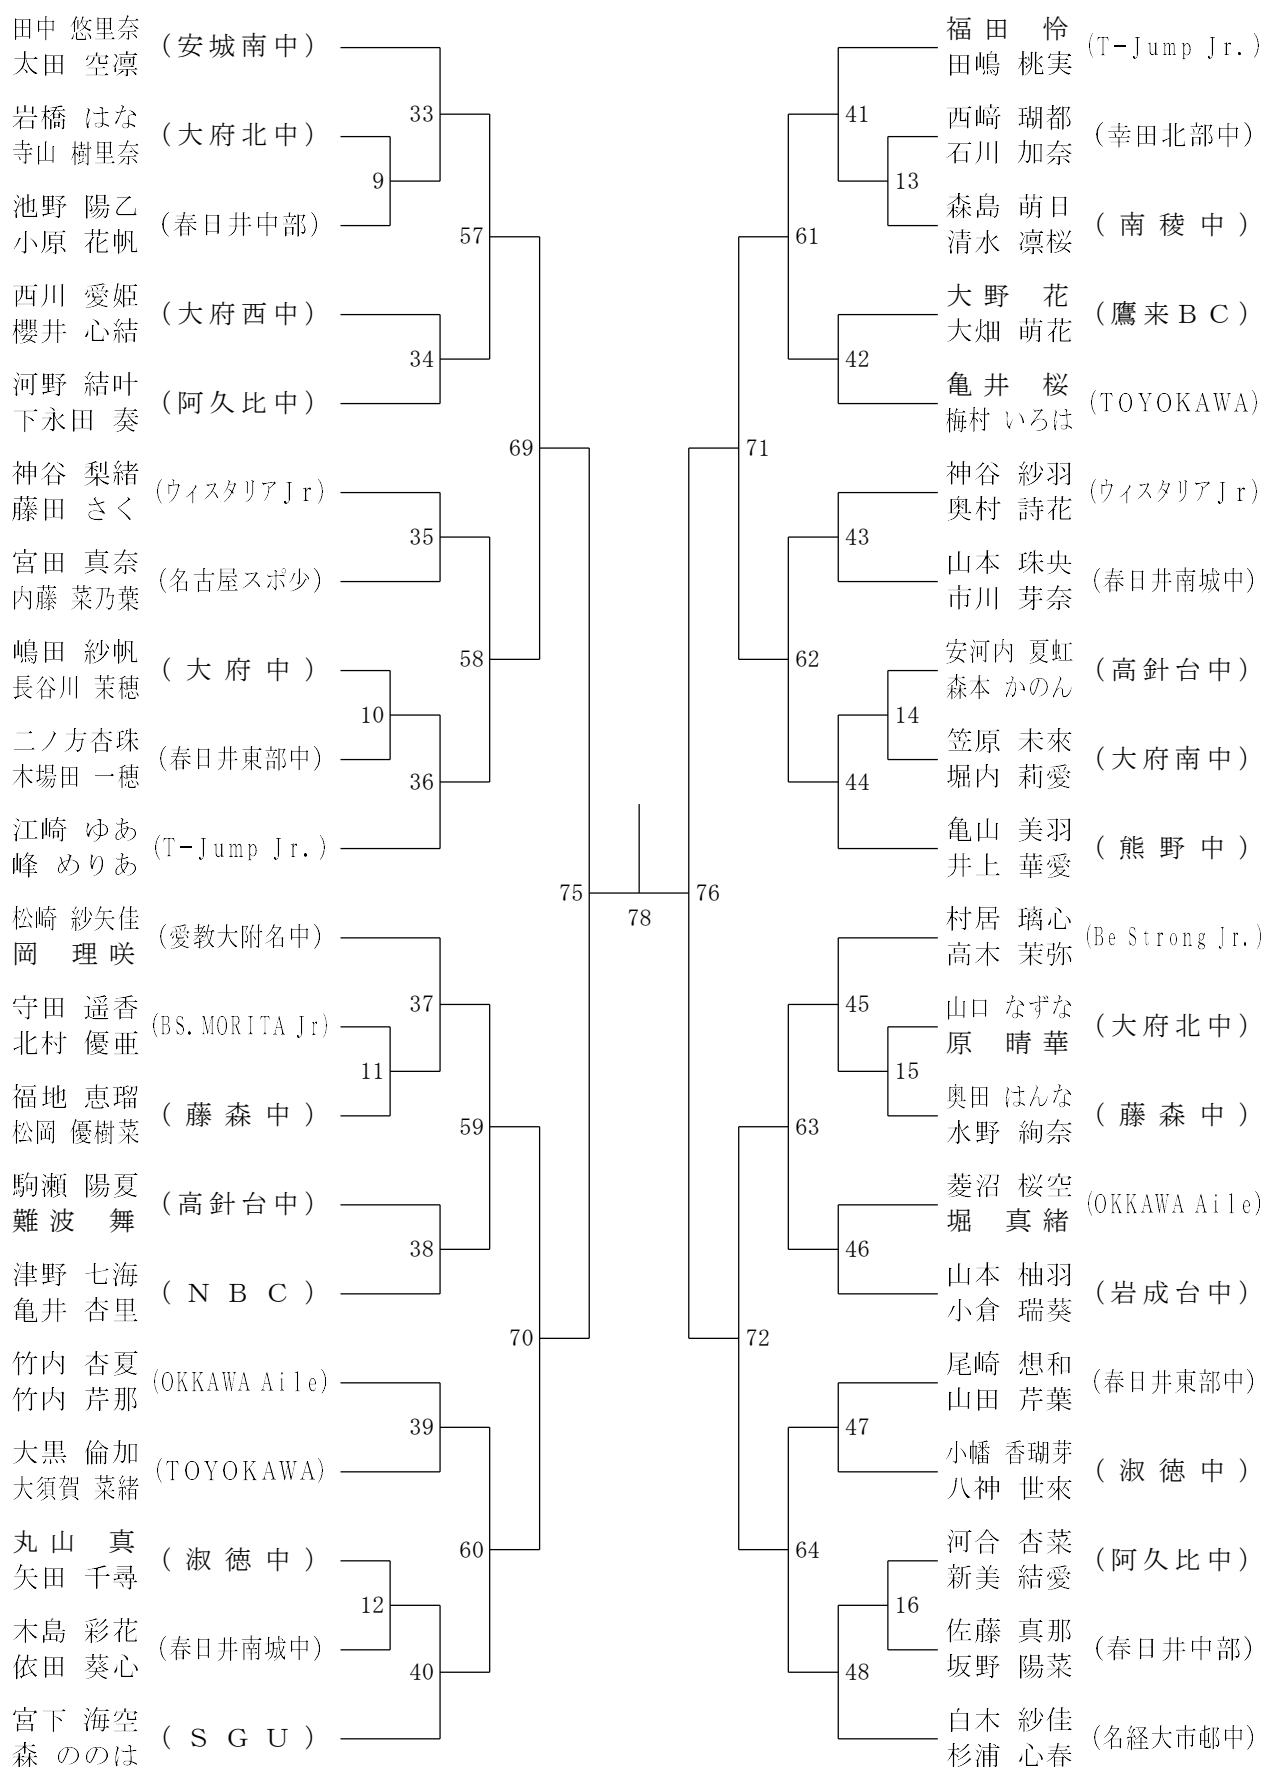 田中 悠里奈
太田 空凛
(安城南中)
岩橋 はな
寺山 樹里奈
(大府北中)
池野 陽乙
小原 花帆
(春日井中部)
西川 愛姫
櫻井 心結
(大府西中)
河野 結叶
下永田 奏
(阿久比中)
神谷 梨緒
藤田 さく
(ウィスタリアJr)
宮田 真奈
内藤 菜乃葉
(名古屋スポ少)
嶋田 紗帆
長谷川 茉穂
(大府中)
二ノ方杏珠
木場田 一穂
(春日井東部中)
江崎 ゆあ
峰 めりあ
(T-Jump Jr.)
松崎 紗矢佳
岡 理咲
(愛教大附名中)
守田 遥香
北村 優亜
(BS.MORITA Jr)
福地 恵瑠
松岡 優樹菜
(藤森中)
駒瀬 陽夏
難波 舞
(高針台中)
津野 七海
亀井 杏里
(NBC)
竹内 杏夏
竹内 芹那
(OKKAWA Aile)
大黒 倫加
大須賀 菜緒
(TOYOKAWA)
丸山 真
矢田 千尋
(淑徳中)
木島 彩花
依田 葵心
(春日井南城中)
宮下 海空
森 ののは
(SGU)
33
9
57
34
69
35
58
10
36
75
37
11
59
38
70
39
60
12
40
78
76
41
13
61
42
71
43
62
14
44
45
15
63
46
72
47
64
16
48
福田 怜
田嶋 桃実
(T-Jump Jr.)
西﨑 瑚都
石川 加奈
(幸田北部中)
森島 萌日
清水 凛桜
(南稜中)
大野 花
大畑 萌花
(鷹来BC)
亀井 桜
梅村 いろは
(TOYOKAWA)
神谷 紗羽
奥村 詩花
(ウィスタリアJr)
山本 珠央
市川 芽奈
(春日井南城中)
安河内 夏虹
森本 かのん
(高針台中)
笠原 未來
堀内 莉愛
(大府南中)
亀山 美羽
井上 華愛
(熊野中)
村居 璃心
高木 茉弥
(Be Strong Jr.)
山口 なずな
原 晴華
(大府北中)
奥田 はんな
水野 絢奈
(藤森中)
菱沼 桜空
堀 真緒
(OKKAWA Aile)
山本 柚羽
小倉 瑞葵
(岩成台中)
尾崎 想和
山田 芹葉
(春日井東部中)
小幡 香瑚芽
八神 世來
(淑徳中)
河合 杏菜
新美 結愛
(阿久比中)
佐藤 真那
坂野 陽菜
(春日井中部)
白木 紗佳
杉浦 心春
(名経大市邨中)